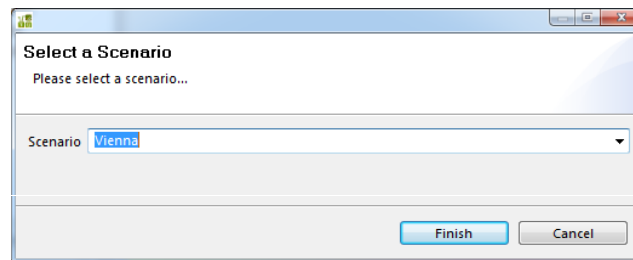 Select a Scenario
Please select a scenario...
Scenario Vienna
Finish Cancel